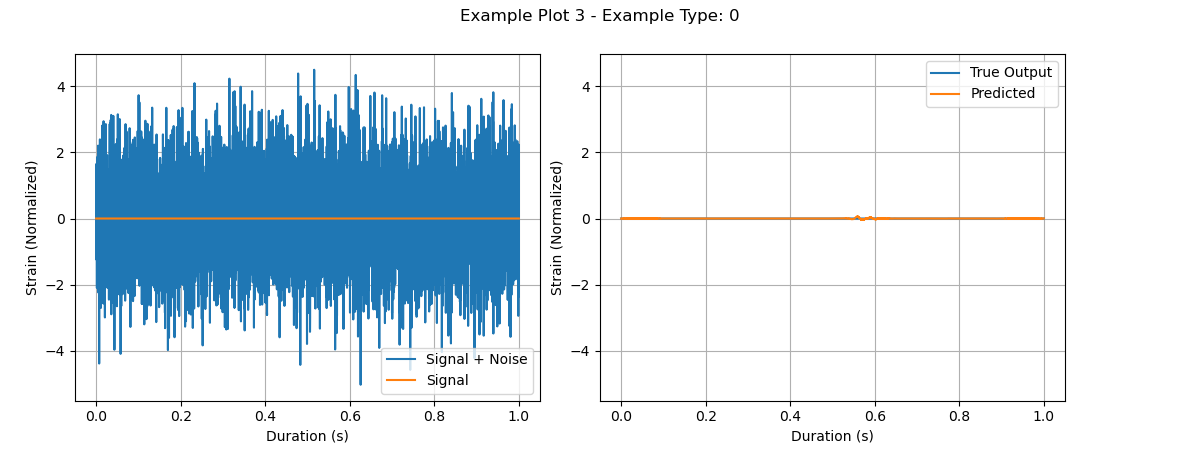 Example Plot 3 - Example Type: 0
Strain (Normalized)
4
2
0
−2
−4
0.0 0.2 0.4 0.6 0.8 1.0
Duration (s)
Signal + Noise
Signal
Strain (Normalized)
4
2
0
−2
−4
0.0 0.2 0.4 0.6 0.8 1.0
Duration (s)
True Output
Predicted